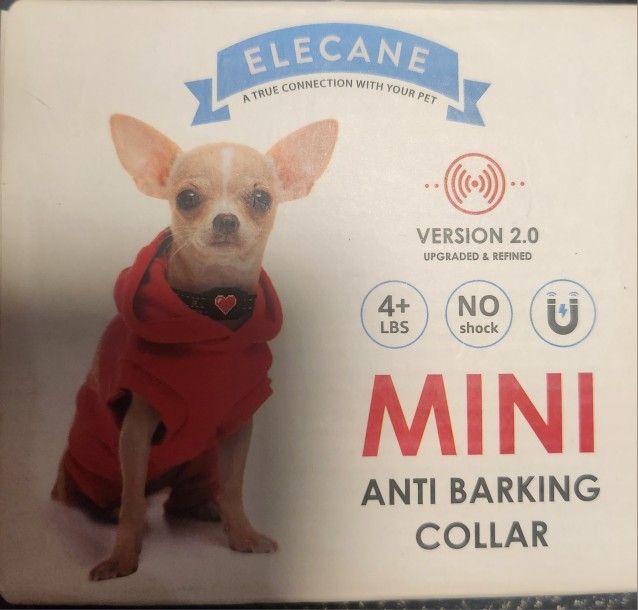 ELECANE
A TRUE CONNECTION WITH YOUR PET
VERSION 2.0
UPGRADED & REFINED
4+
LBS
NO
shock
MINI
ANTI BARKING
COLLAR